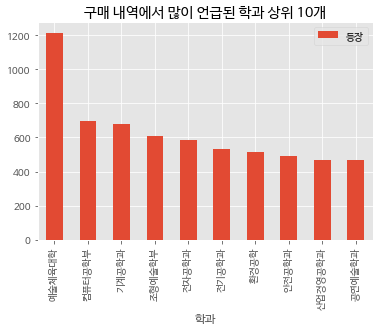 구매 내역에서 많이 언급된 학과 상위 10개
등장
1200
1000
800
600
400
200
0
예술체육대학
컴퓨터공학부
기계공학과
조형예술학부
전자공학과
전기공학과
환경공학
안전공학과
산업경영공학과
공연예술학과
학과